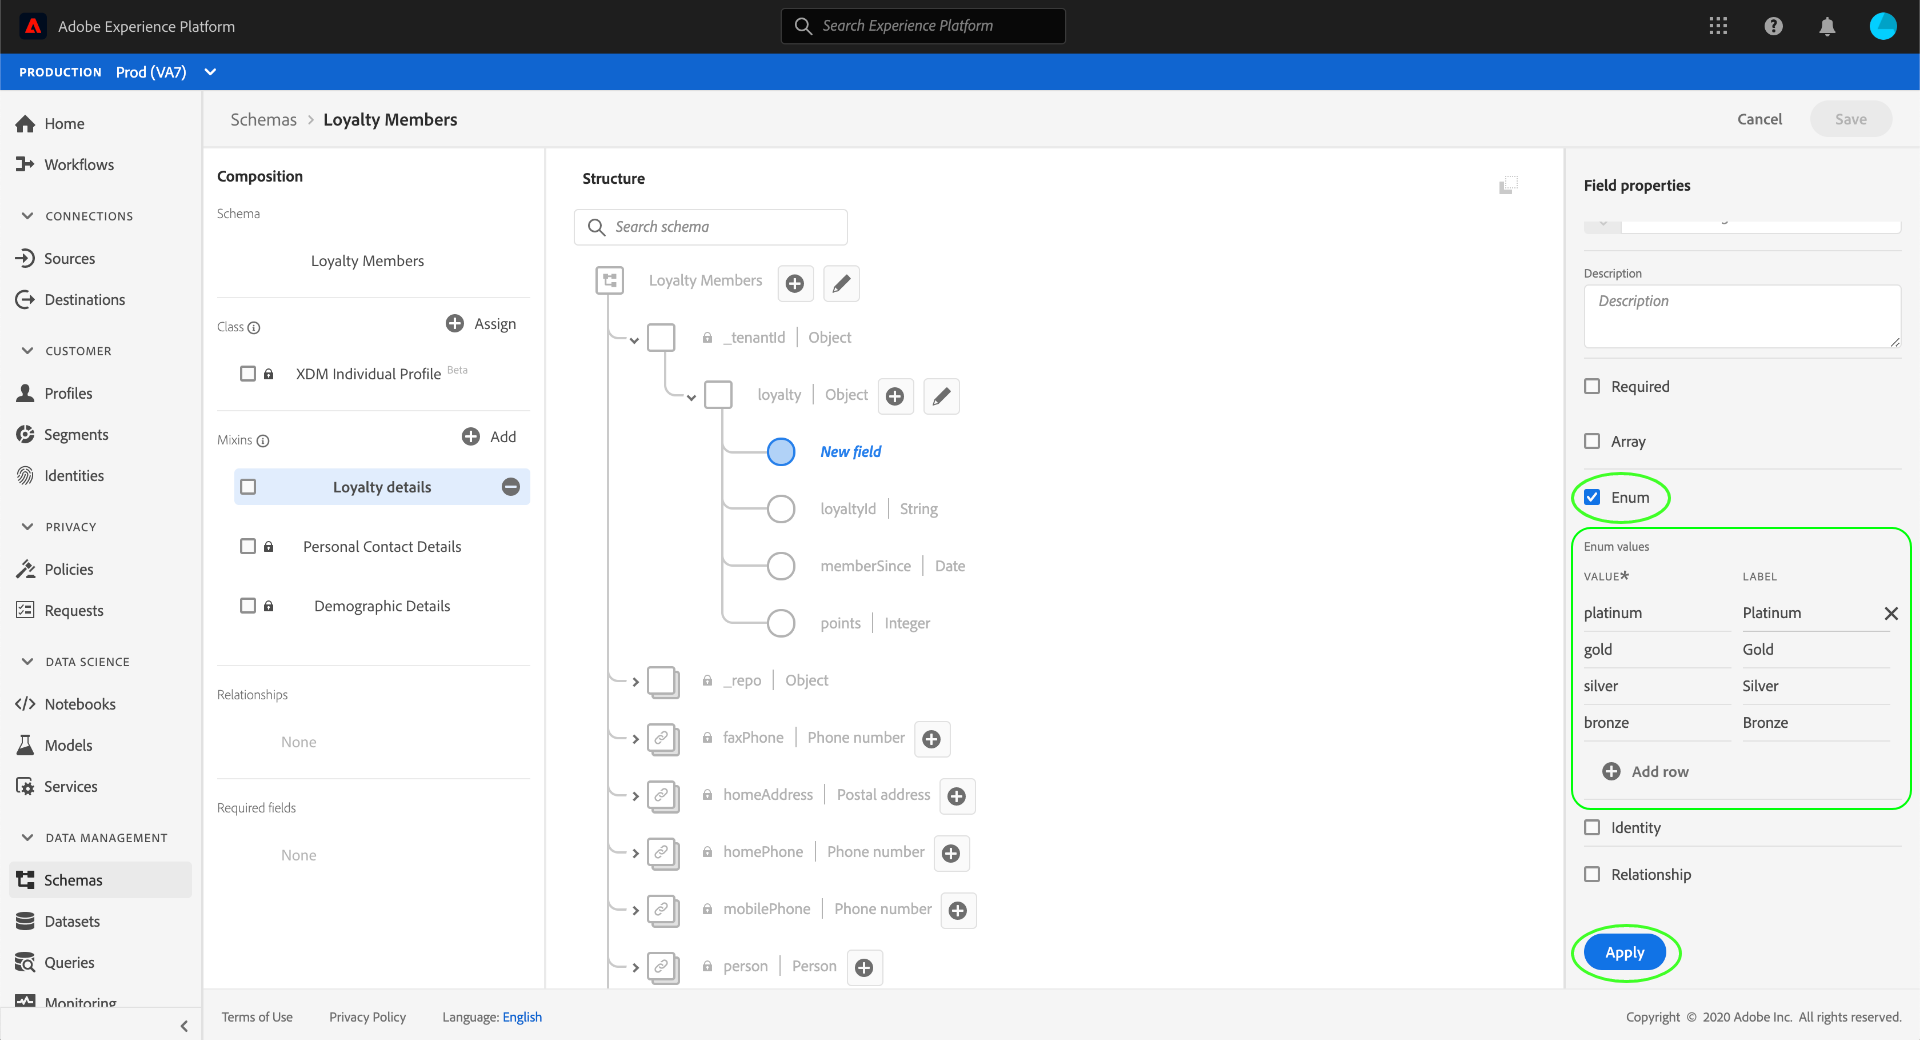 Adobe Experience Platform
Search Experience Platform
PRODUCTION Prod (VA7)
Home
Workflows
CONNECTIONS
Sources
Destinations
CUSTOMER
Profiles
Segments
Identities
PRIVACY
Policies
Requests
DATA SCIENCE
Notebooks
Models
Services
DATA MANAGEMENT
Schemas
Datasets
Queries
Monitoring
Schemas > Loyalty Members
Cancel
Save
Composition
Schema
Loyalty Members
Class
Assign
XDM Individual Profile Beta
Mixins
Add
Loyalty details
Personal Contact Details
Demographic Details
Relationships
None
Required fields
None
Structure
Search schema
Loyalty Members
_tenantId | Object
loyalty | Object
New field
loyaltyId | String
memberSince | Date
points | Integer
_repo | Object
faxPhone | Phone number
homeAddress | Postal address
homePhone | Phone number
mobilePhone | Phone number
person | Person
Field properties
Description
Description
Required
Array
Enum
Enum values
VALUE* LABEL
platinum Platinum
gold Gold
silver Silver
bronze Bronze
Add row
Identity
Relationship
Apply
Terms of Use Privacy Policy Language: English
Copyright © 2020 Adobe Inc. All rights reserved.